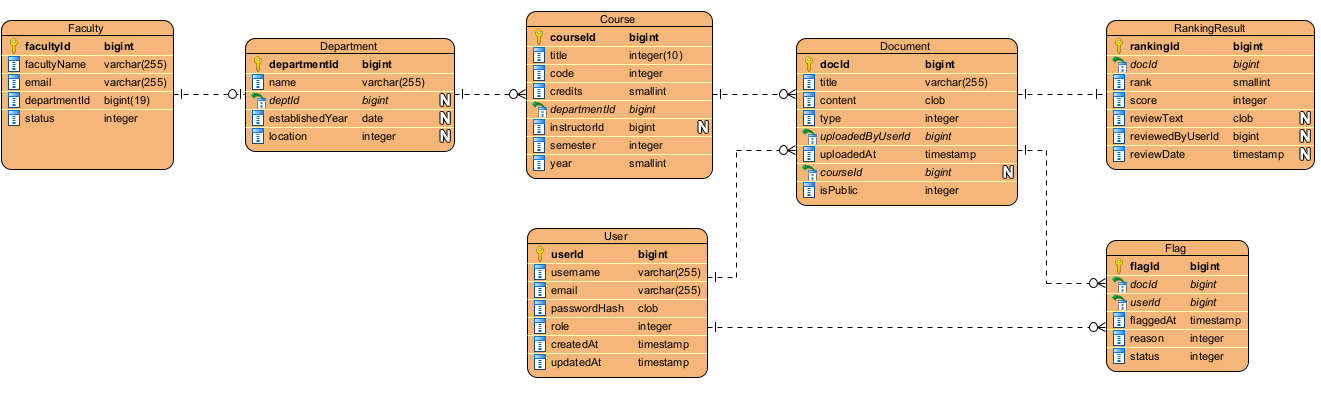 Faculty
facultyId bigint
facultyName varchar(255)
email varchar(255)
departmentId bigint(19)
status integer
Department
departmentId bigint
name varchar(255)
deptId bigint N
establishedYear date N
location integer N
Course
courseId bigint
title integer(10)
code integer
credits smallint
departmentId bigint
instructorId bigint N
semester integer
year smallint
Document
docId bigint
title varchar(255)
content clob
type integer
uploadedByUserId bigint
uploadedAt timestamp
courseId bigint N
isPublic integer
RankingResult
rankingId bigint
docId bigint
rank smallint
score integer
reviewText clob N
reviewedByUserId bigint N
reviewDate timestamp N
User
userId bigint
username varchar(255)
email varchar(255)
passwordHash clob
role integer
createdAt timestamp
updatedAt timestamp
Flag
flagId bigint
docId bigint
userId bigint
flaggedAt timestamp
reason integer
status integer